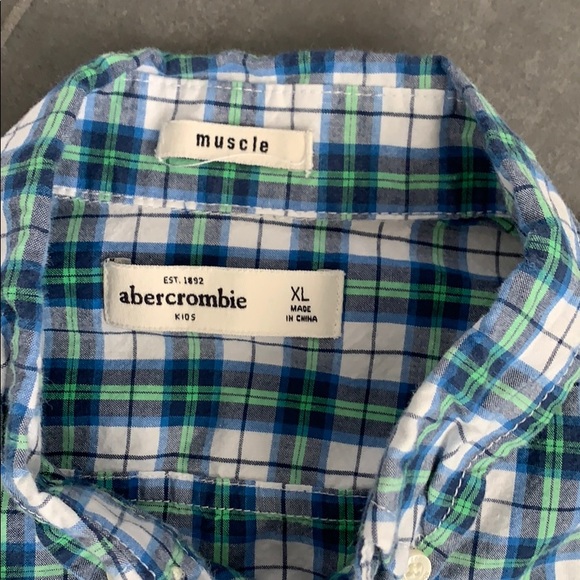 muscle
EST. 1892
abercrombie
KIDS
XL
MADE
IN CHINA